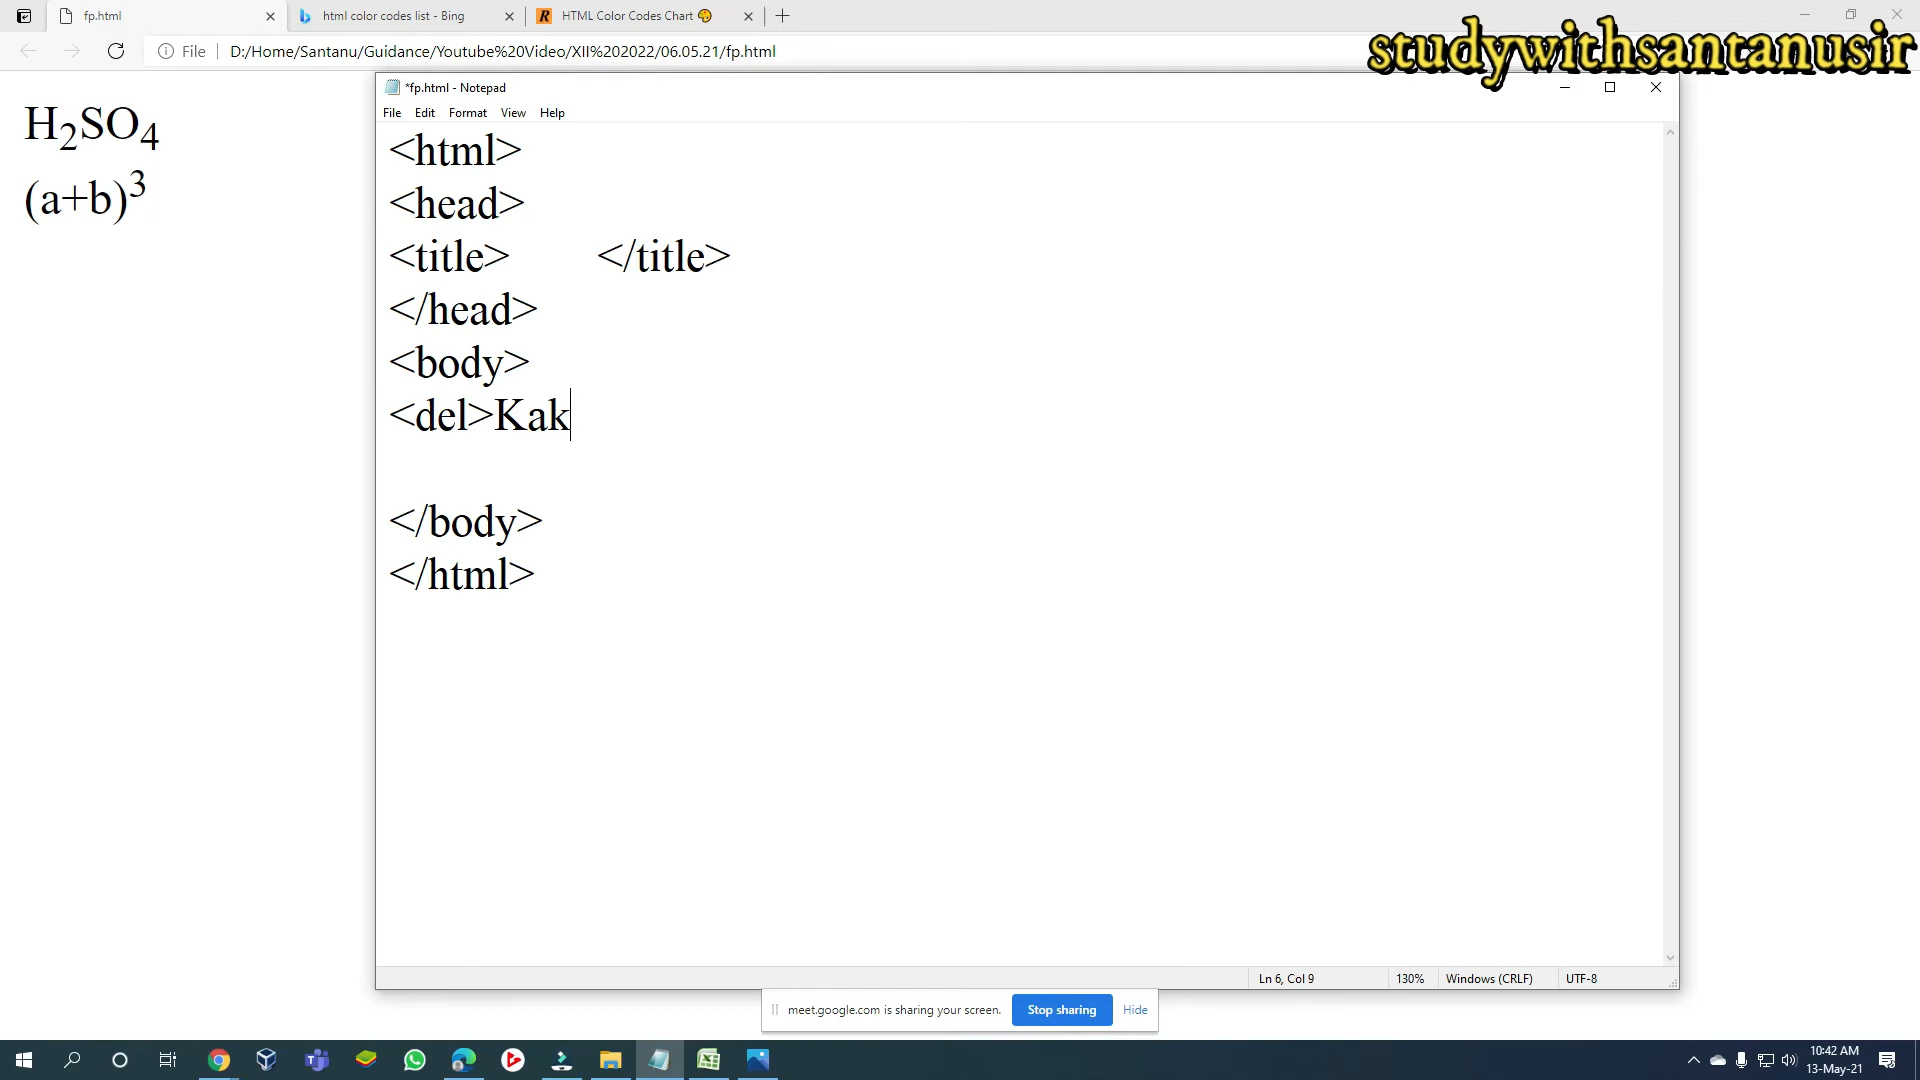 fp.html
html color codes list - Bing
HTML Color Codes Chart
File
D:/Home/Santanu/Guidance/Youtube%20Video/XII%202022/06.05.21/fp.html
studywithsantanusir
H2SO4
(a+b)3
*fp.html - Notepad
File Edit Format View Help
<html>
<head>
<title> </title>
</head>
<body>
<del>Kak
</body>
</html>
Ln 6, Col 9 130% Windows (CRLF) UTF-8
meet.google.com is sharing your screen. Stop sharing Hide
10:42 AM
13-May-21